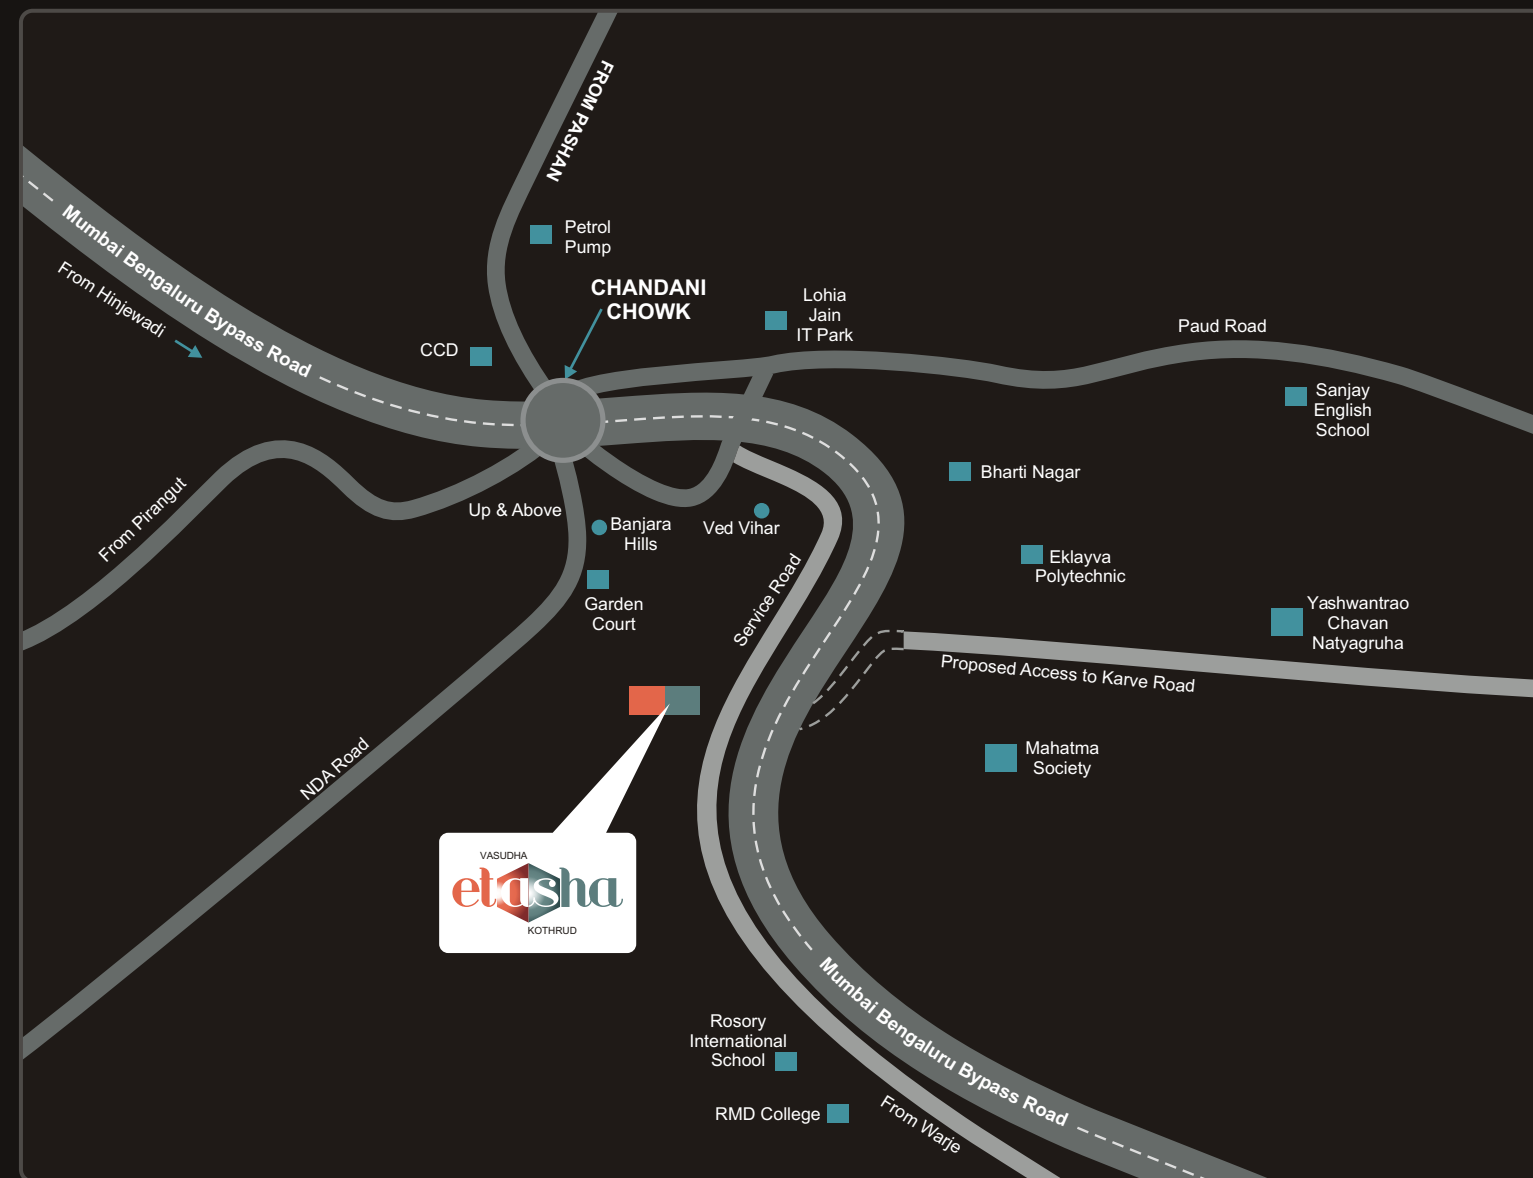 FROM PASHAN
Petrol
Pump
Mumbai Bengaluru Bypass Road
From Hinjewadi
CHANDANI
CHOWK
Lohia
Jain
IT Park
CCD
Paud Road
Sanjay
English
School
Bharti Nagar
From Pirangut
Up & Above
Banjara
Hills
Ved Vihar
Eklayva
Polytechnic
Garden
Court
Service Road
Yashwantrao
Chavan
Natyagruha
Proposed Access to Karve Road
NDA Road
Mahatma
Society
VASUDHA
etasha
KOTHRUD
Mumbai Bengaluru Bypass Road
Rosory
International
School
RMD College
From Warje